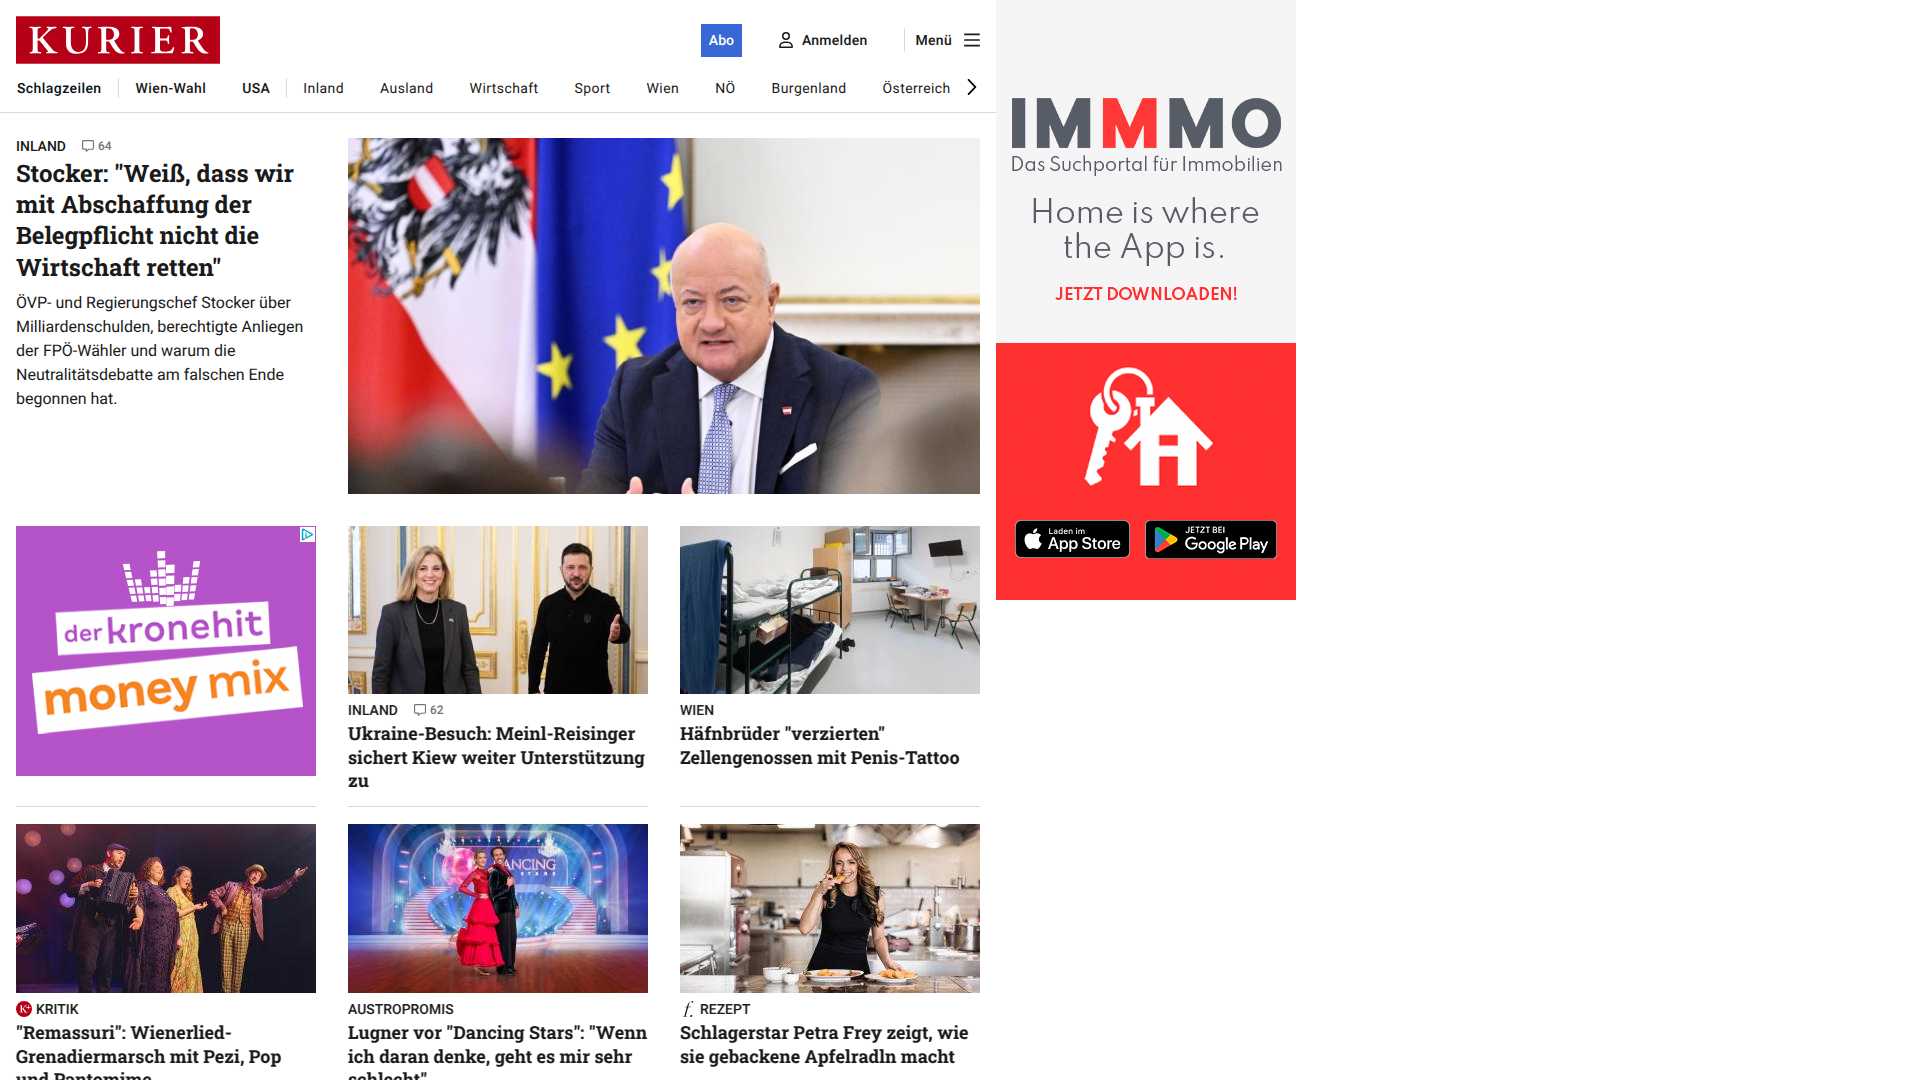 KURIER
Abo
Anmelden
Menü
Schlagzeilen
Wien-Wahl
USA
Inland
Ausland
Wirtschaft
Sport
Wien
NÖ
Burgenland
Österreich
INLAND 64
Stocker: "Weiß, dass wir
mit Abschaffung der
Belegpflicht nicht die
Wirtschaft retten"
ÖVP- und Regierungschef Stocker über
Milliardenschulden, berechtigte Anliegen
der FPÖ-Wähler und warum die
Neutralitätsdebatte am falschen Ende
begonnen hat.
IMMMO
Das Suchportal für Immobilien
Home is where
the App is.
JETZT DOWNLOADEN!
Laden im
App Store
JETZT BEI
Google Play
der kronehit
money mix
INLAND 62
Ukraine-Besuch: Meinl-Reisinger
sichert Kiew weiter Unterstützung
zu
WIEN
Häfnbrüder "verzierten"
Zellengenossen mit Penis-Tattoo
DANCING
STARS
K+ KRITIK
"Remassuri": Wienerlied-
Grenadiermarsch mit Pezi, Pop
und Pantomime
AUSTROPROMIS
Lugner vor "Dancing Stars": "Wenn
ich daran denke, geht es mir sehr
schlecht"
f. REZEPT
Schlagerstar Petra Frey zeigt, wie
sie gebackene Apfelradln macht